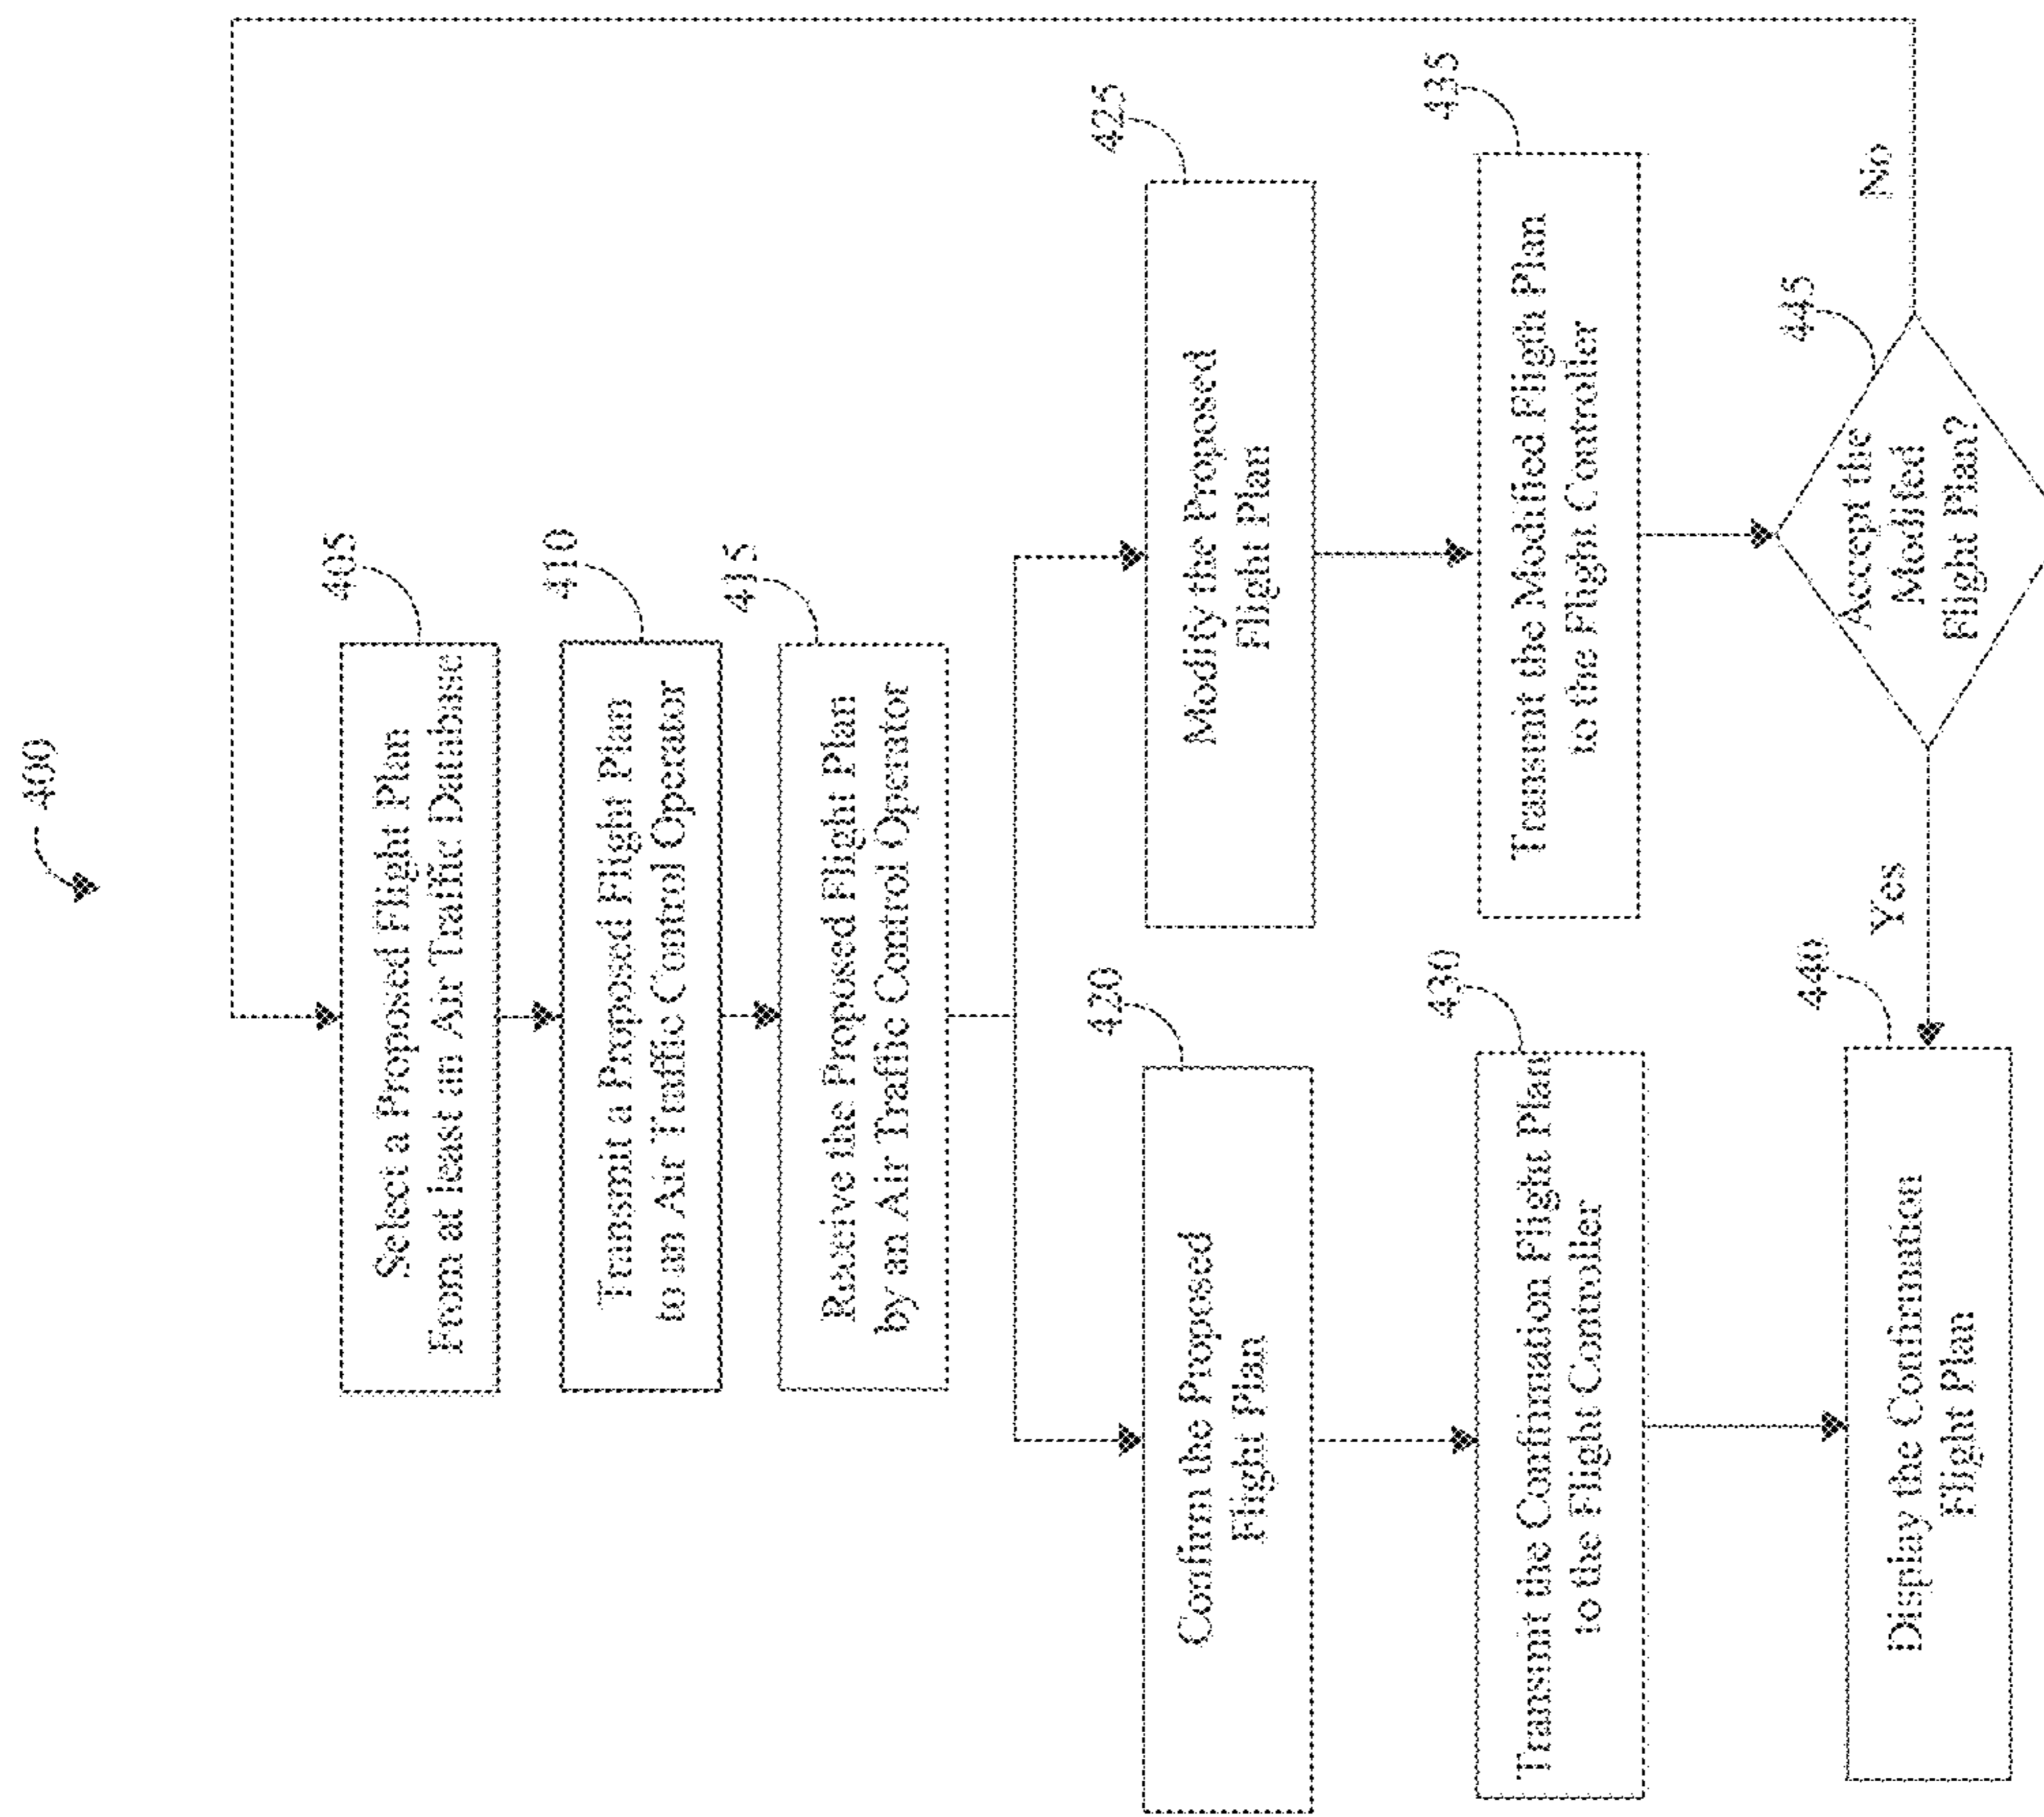 400
405
Select a Proposed Flight Plan
From at least an Air Traffic Database
410
Transmit a Proposed Flight Plan
to an Air Traffic Control Operator
415
Receive the Proposed Flight Plan
by an Air Traffic Control Operator
420
Confirm the Proposed
Flight Plan
425
Modify the Proposed
Flight Plan
430
Transmit the Confirmation Flight Plan
to the Flight Controller
435
Transmit the Modified Fligth Plan
to the Flight Controller
440
Display the Confirmation
Flight Plan
Yes
445
Accept the
Modified
Flight Plan?
No